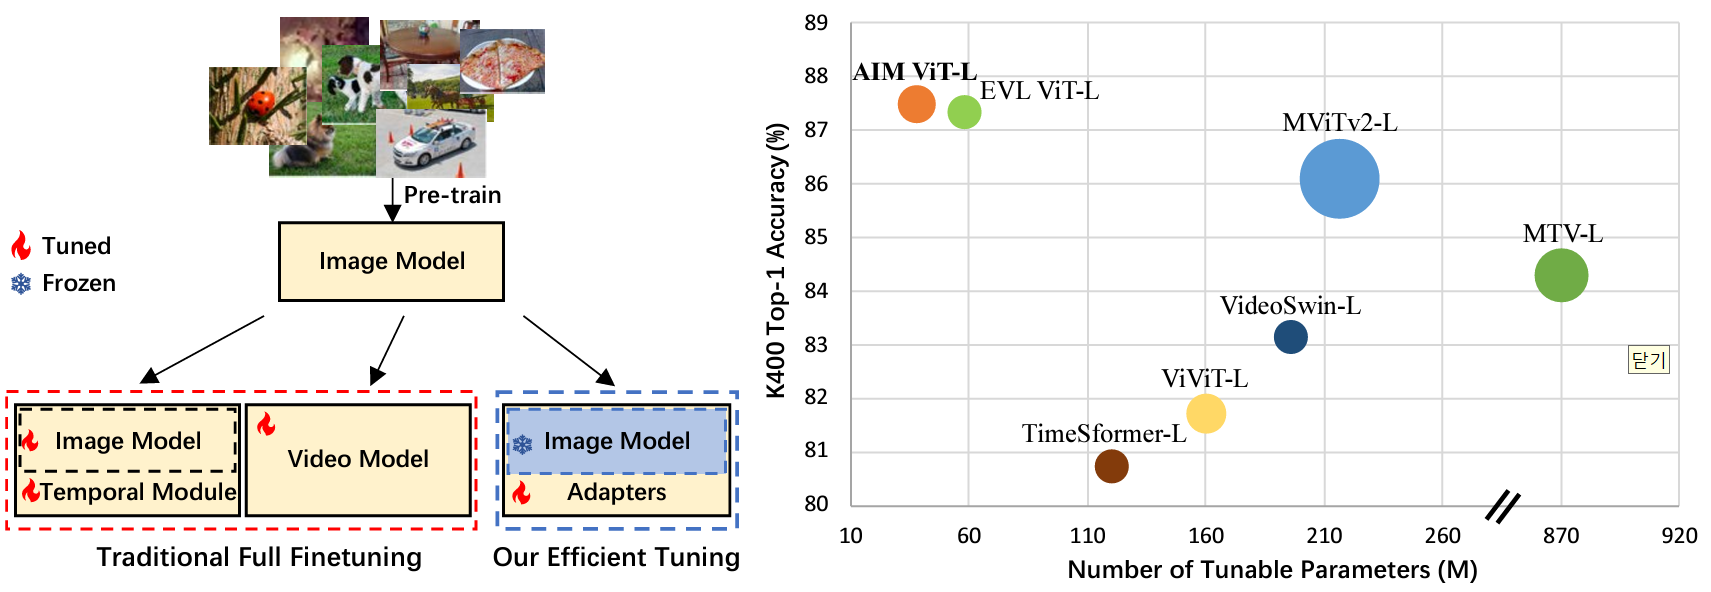 Pre-train
Tuned
Frozen
Image Model
Image Model
Temporal Module
Video Model
Image Model
Adapters
Traditional Full Finetuning
Our Efficient Tuning
K400 Top-1 Accuracy (%)
89
88
87
86
85
84
83
82
81
80
AIM ViT-L
EVL ViT-L
MViTv2-L
MTV-L
VideoSwin-L
닫기
ViViT-L
TimeSformer-L
10 60 110 160 210 260 870 920
Number of Tunable Parameters (M)